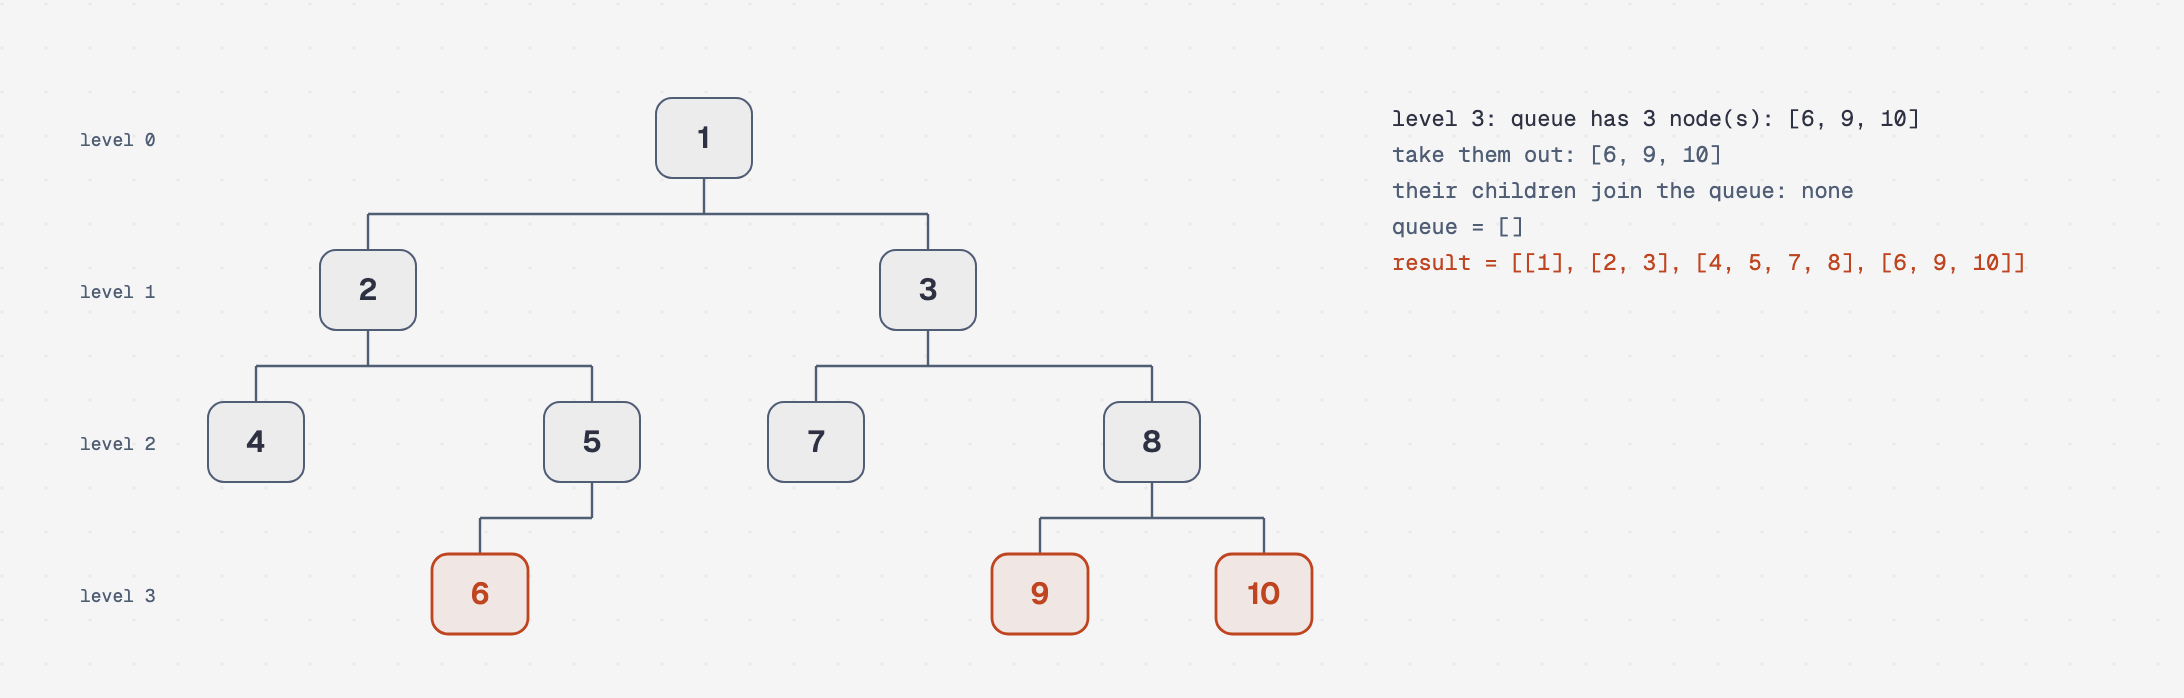 level 0
1
level 1
2
3
level 2
4
5
7
8
level 3
6
9
10
level 3: queue has 3 node(s): [6, 9, 10]
take them out: [6, 9, 10]
their children join the queue: none
queue = []
result = [[1], [2, 3], [4, 5, 7, 8], [6, 9, 10]]